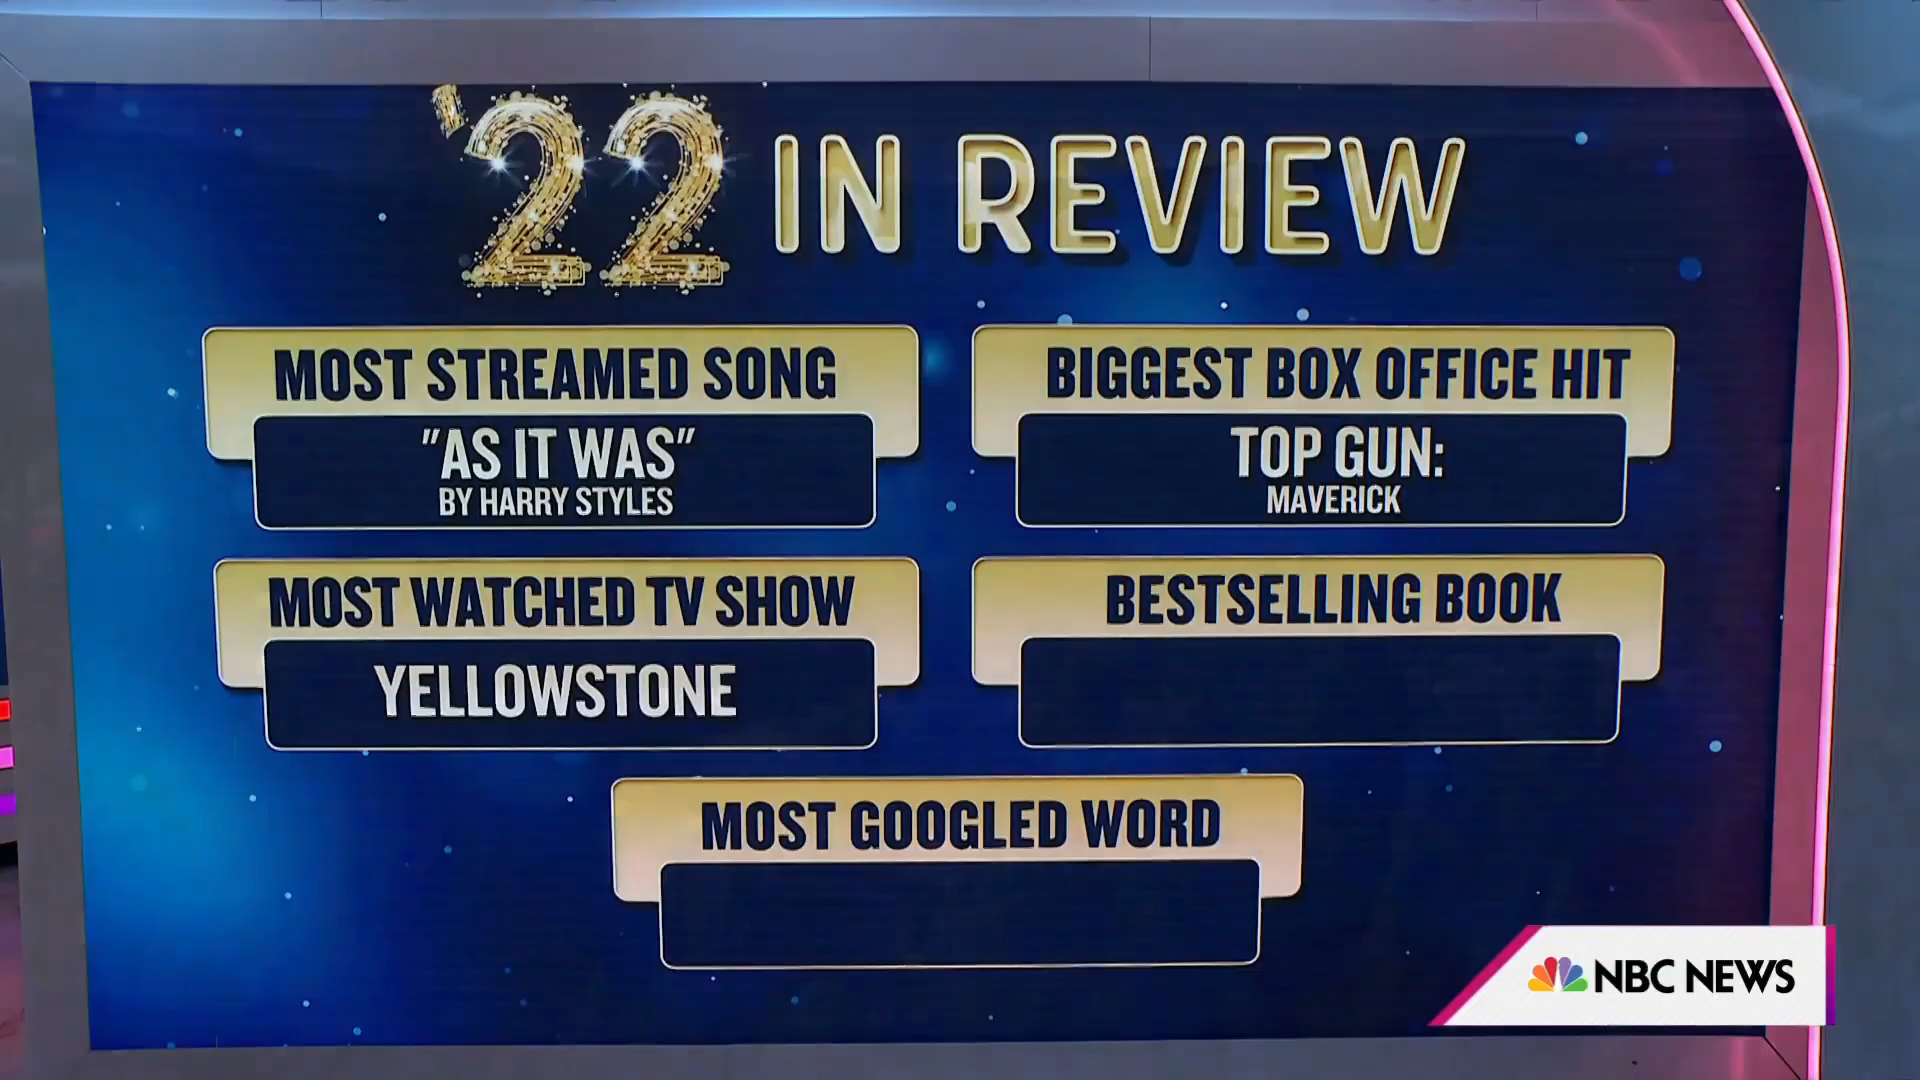 '22 IN REVIEW
MOST STREAMED SONG
"AS IT WAS"
BY HARRY STYLES
BIGGEST BOX OFFICE HIT
TOP GUN:
MAVERICK
MOST WATCHED TV SHOW
YELLOWSTONE
BESTSELLING BOOK
MOST GOOGLED WORD
NBC NEWS